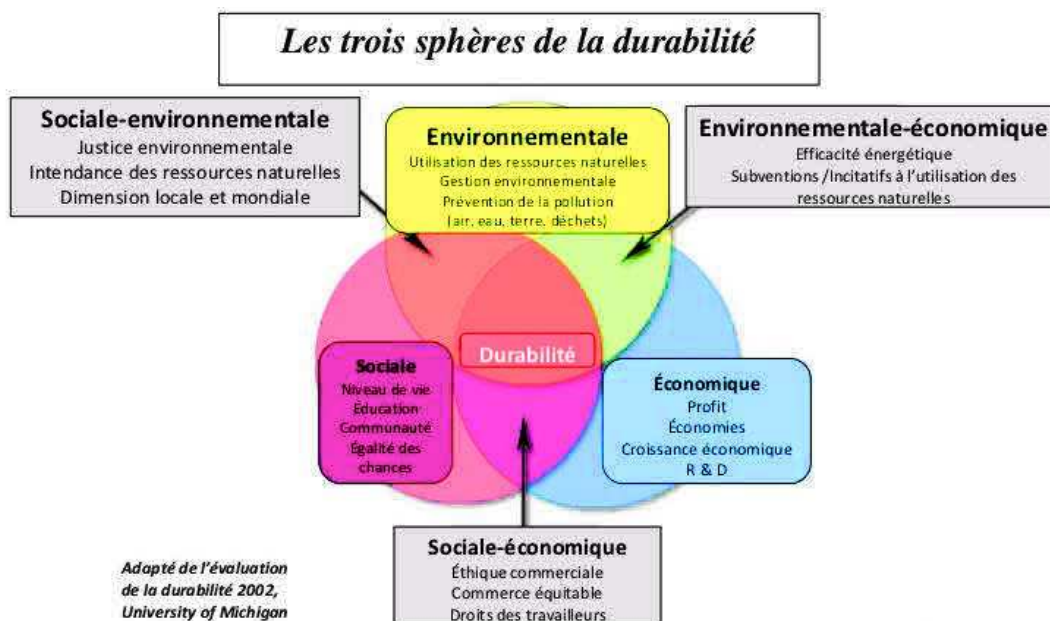 Les trois sphères de la durabilité
Sociale-environnementale
Justice environnementale
Intendance des ressources naturelles
Dimension locale et mondiale
Environnementale
Utilisation des ressources naturelles
Gestion environnementale
Prévention de la pollution
(air, eau, terre, déchets)
Environnementale-économique
Efficacité énergétique
Subventions /Incitatifs à l'utilisation des
ressources naturelles
Durabilité
Sociale
Niveau de vie
Éducation
Communauté
Égalité des
chances
Économique
Profit
Économies
Croissance économique
R & D
Sociale-économique
Éthique commerciale
Commerce équitable
Droits des travailleurs
Adapté de l'évaluation
de la durabilité 2002,
University of Michigan